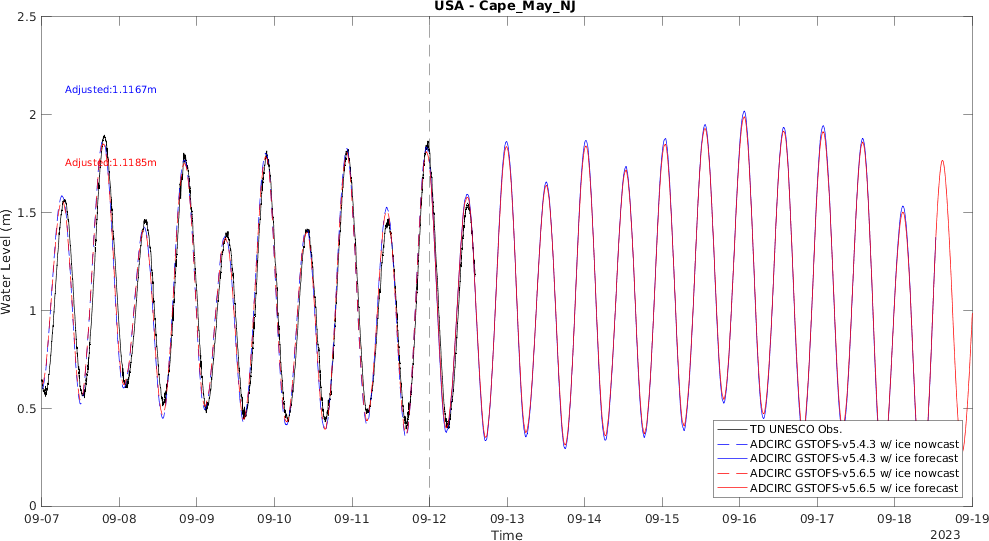 USA - Cape_May_NJ
2.5
Adjusted:1.1167m
2
Adjusted:1.1185m
1.5
Water Level (m)
1
0.5
0
TD UNESCO Obs.
ADCIRC GSTOFS-v5.4.3 w/ ice nowcast
ADCIRC GSTOFS-v5.4.3 w/ ice forecast
ADCIRC GSTOFS-v5.6.5 w/ ice nowcast
ADCIRC GSTOFS-v5.6.5 w/ ice forecast
09-07 09-08 09-09 09-10 09-11 09-12 09-13 09-14 09-15 09-16 09-17 09-18 09-19
Time
2023